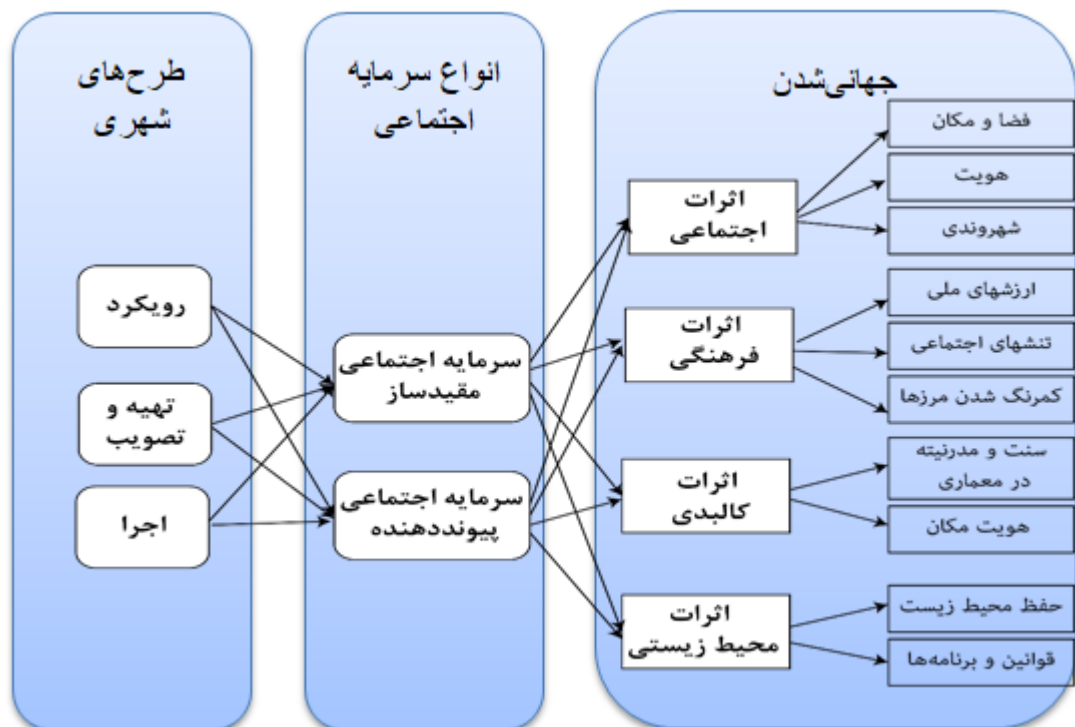 طرح‌های
شهری
رویکرد
تهیه و
تصویب
اجرا
انواع سرمایه
اجتماعی
سرمایه اجتماعی
مقیدساز
سرمایه اجتماعی
پیونددهنده
جهانی‌شدن
اثرات
اجتماعی
فضا و مکان
هویت
شهروندی
اثرات
فرهنگی
ارزشهای ملی
تنشهای اجتماعی
کمرنگ شدن مرزها
اثرات
کالبدی
سنت و مدرنیته
در معماری
هویت مکان
اثرات
محیط زیستی
حفظ محیط زیست
قوانین و برنامه‌ها